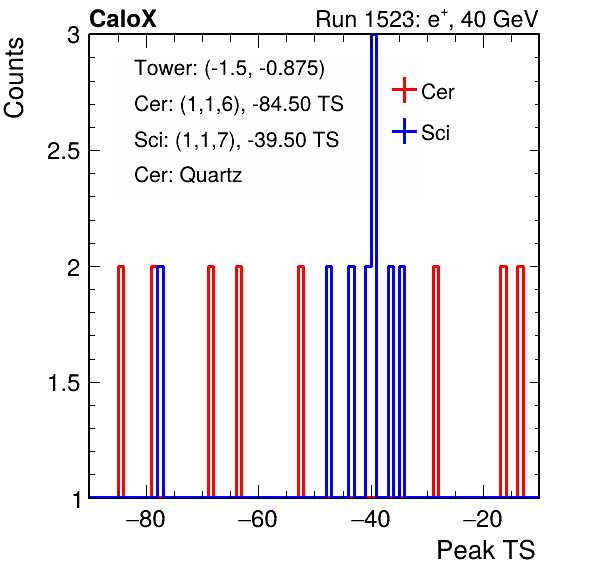 CaloX Run 1523: e⁺, 40 GeV
Counts
3
2.5
2
1.5
1
Tower: (-1.5, -0.875)
Cer: (1,1,6), -84.50 TS
Sci: (1,1,7), -39.50 TS
Cer: Quartz
Cer
Sci
−80 −60 −40 −20
Peak TS